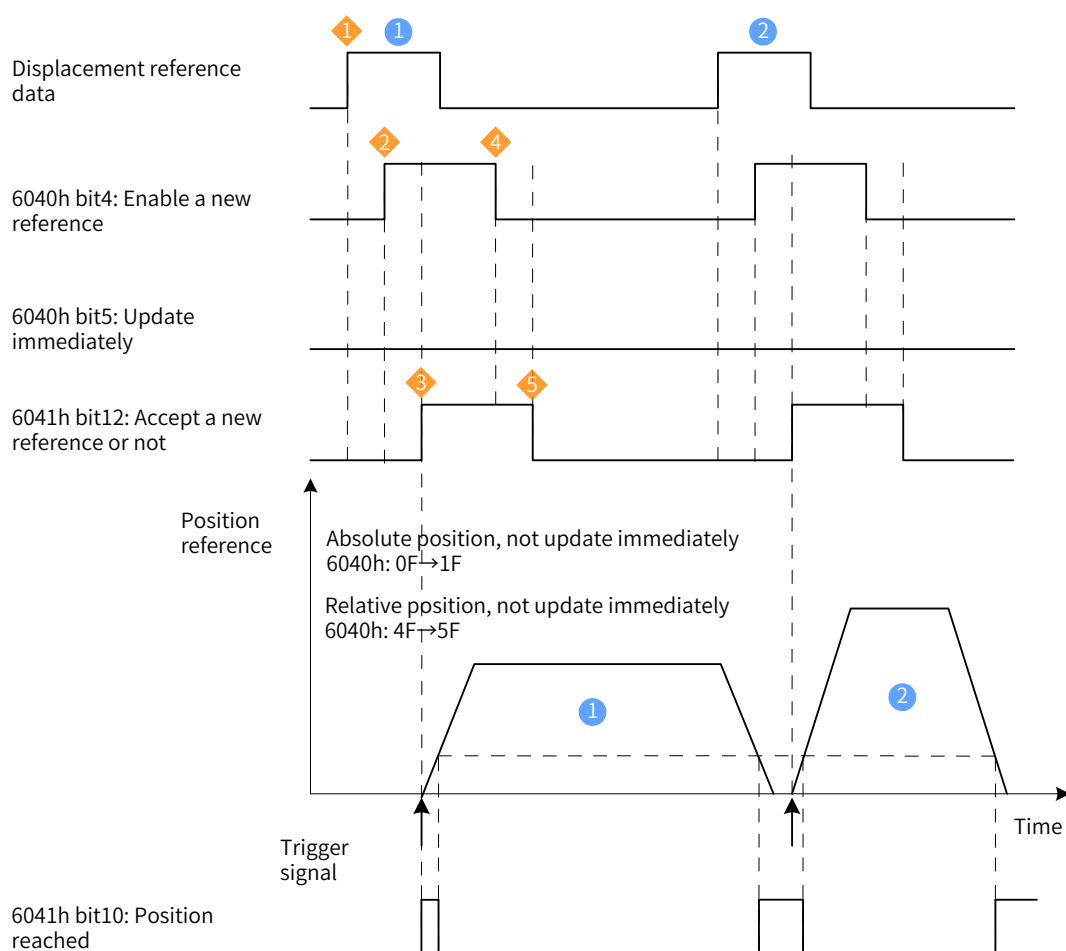 1
1
2
Displacement reference
data
2
4
6040h bit4: Enable a new
reference
6040h bit5: Update
immediately
3
5
6041h bit12: Accept a new
reference or not
Position
reference
Absolute position, not update immediately
6040h: 0F→1F
Relative position, not update immediately
6040h: 4F→5F
1
2
Time
Trigger
signal
6041h bit10: Position
reached